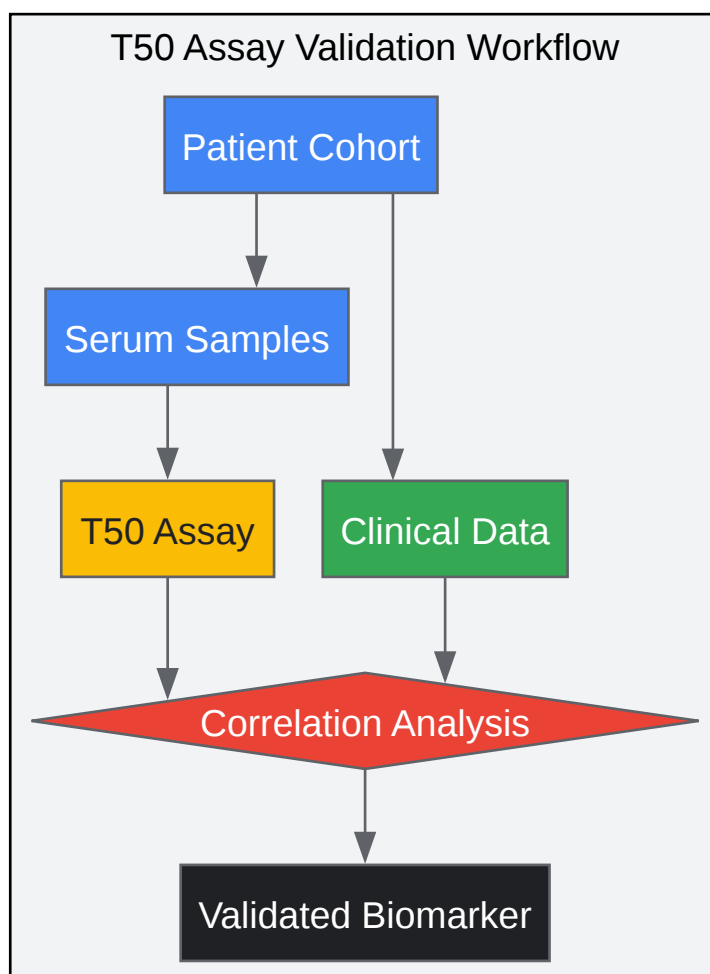 T50 Assay Validation Workflow
Patient Cohort
Serum Samples
T50 Assay
Clinical Data
Correlation Analysis
Validated Biomarker